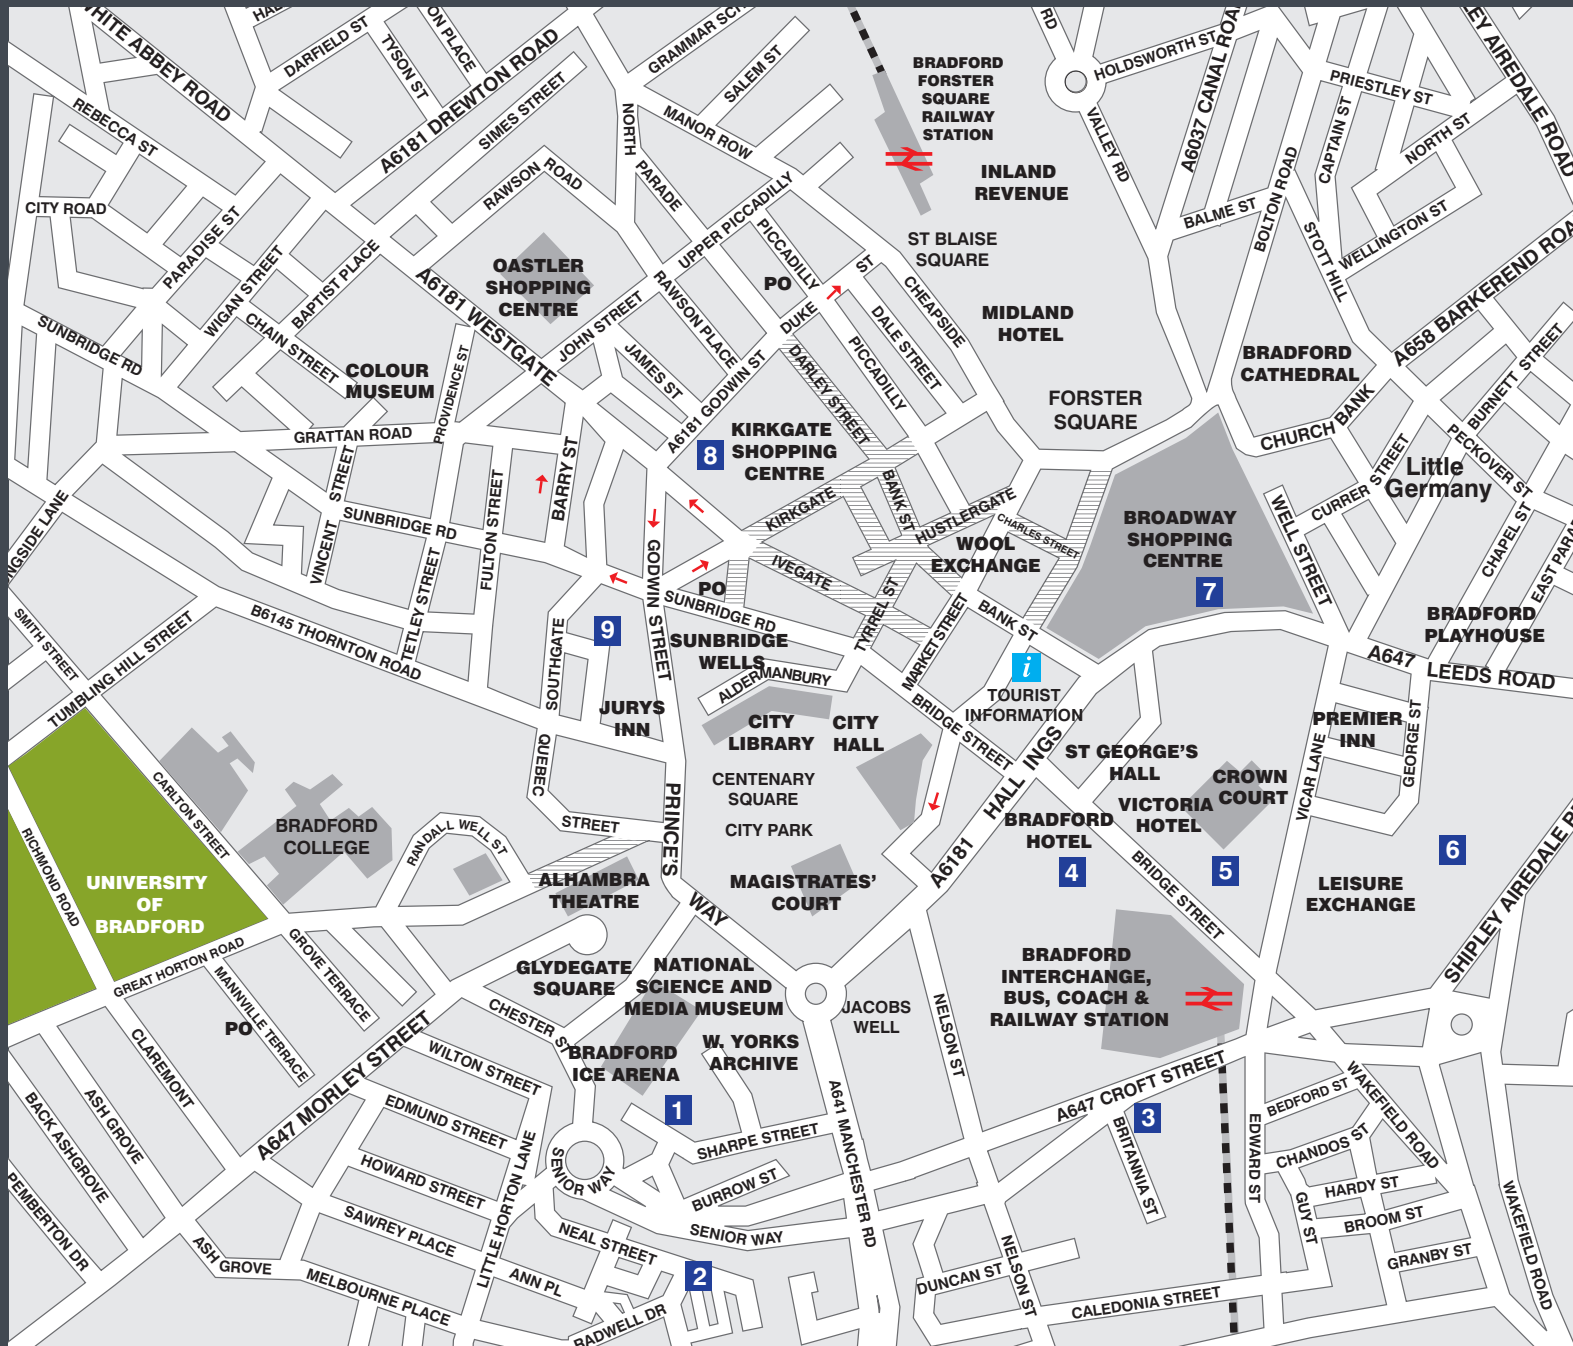 WHITE ABBEY ROAD
DARFIELD ST
TYSON ST
ON PLACE
A6181 DREWTON ROAD
SIMES STREET
GRAMMAR SCH
SALEM ST
MANOR ROW
NORTH
PARADE
BRADFORD
FORSTER
SQUARE
RAILWAY
STATION
INLAND
REVENUE
ST BLAISE
SQUARE
MIDLAND
HOTEL
RD
HOLDSWORTH ST
VALLEY RD
A6037 CANAL ROA
BOLTON ROAD
BALME ST
CAPTAIN ST
PRIESTLEY ST
NORTH ST
WELLINGTON ST
STOTT HILL
LEY AIREDALE ROAD
A658 BARKEREND ROA
REBECCA ST
CITY ROAD
PARADISE ST
WIGAN STREET
BAPTIST PLACE
CHAIN STREET
SUNBRIDGE RD
RAWSON
ROAD
OASTLER
SHOPPING
CENTRE
A6181 WESTGATE
JOHN STREET
UPPER PICCADILLY
RAWSON PLACE
JAMES ST
PICCADILLY
PO
DUKE
ST
DALE STREET
PICCADILLY
CHEAPSIDE
DARLEY STREET
A6181 GODWIN ST
COLOUR
MUSEUM
PROVIDENCE ST
GRATTAN ROAD
BARRY ST
8
KIRKGATE
SHOPPING
CENTRE
FORSTER
SQUARE
BRADFORD
CATHEDRAL
CHURCH BANK
BURNETT STREET
PECKOVER ST
CURRER STREET
Little
Germany
CHAPEL ST
EAST PARA
WELL STREET
BROADWAY
SHOPPING
CENTRE
7
NGSIDE LANE
VINCENT
STREET
SUNBRIDGE RD
FULTON STREET
TETLEY STREET
KIRKGATE
BANK ST
HUSTLERGATE
CHARLES STREET
WOOL
EXCHANGE
IVEGATE
PO
SUNBRIDGE RD
GODWIN STREET
SUNBRIDGE
WELLS
TYRREL ST
MARKET STREET
BANK ST
ALDERMANBURY
i
TOURIST
INFORMATION
BRADFORD
PLAYHOUSE
A647
LEEDS ROAD
SMITH STREET
TUMBLING HILL STREET
B6145 THORNTON ROAD
SOUTHGATE
9
JURYS
INN
QUEBEC
STREET
CITY
LIBRARY
CITY
HALL
CENTENARY
SQUARE
CITY PARK
BRIDGE STREET
A6181
HALL
INGS
ST GEORGE'S
HALL
VICTORIA
HOTEL
CROWN
COURT
PREMIER
INN
GEORGE ST
VICAR LANE
BRADFORD
HOTEL
4
5
6
BRIDGE STREET
LEISURE
EXCHANGE
SHIPLEY AIREDALE R
CARLTON STREET
RICHMOND ROAD
UNIVERSITY
OF
BRADFORD
BRADFORD
COLLEGE
RANDALL WELL ST
PRINCE'S
WAY
ALHAMBRA
THEATRE
MAGISTRATES'
COURT
GREAT HORTON ROAD
GROVE TERRACE
MANNVILLE TERRACE
PO
GLYDEGATE
SQUARE
NATIONAL
SCIENCE AND
MEDIA MUSEUM
JACOBS
WELL
BRADFORD
INTERCHANGE,
BUS, COACH &
RAILWAY STATION
NELSON ST
CHESTER ST
BRADFORD
ICE ARENA
W. YORKS
ARCHIVE
1
CLAREMONT
ASH GROVE
BACK ASHGROVE
PEMBERTON DR
A647 MORLEY STREET
WILTON STREET
EDMUND STREET
HOWARD STREET
SAWREY PLACE
ASH GROVE
MELBOURNE PLACE
ANN PL
LITTLE HORTON LANE
SENIOR WAY
SHARPE STREET
BURROW ST
SENIOR WAY
NEAL STREET
2
RADWELL DR
A641 MANCHESTER RD
A647 CROFT STREET
3
BRITANNIA ST
EDWARD ST
BEDFORD ST
CHANDOS ST
WAKEFIELD ROAD
HARDY ST
GUY ST
BROOM ST
GRANBY ST
WAKEFIELD ROAD
DUNCAN ST
NELSON ST
CALEDONIA STREET